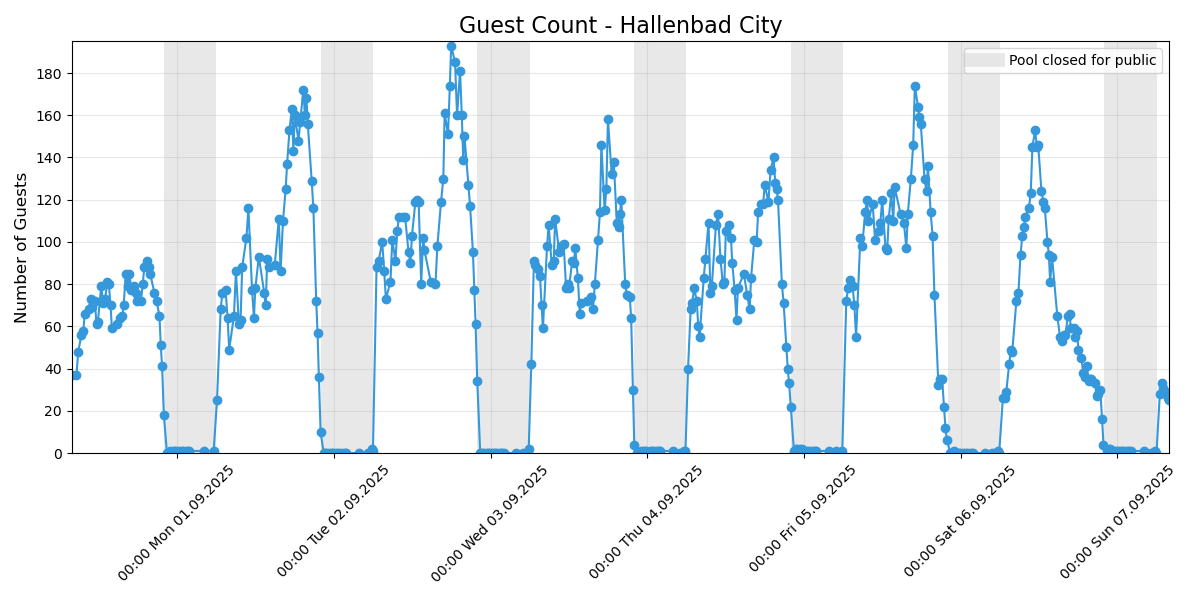 Guest Count - Hallenbad City
Pool closed for public
Number of Guests
180
160
140
120
100
80
60
40
20
0
00:00 Mon 01.09.2025
00:00 Tue 02.09.2025
00:00 Wed 03.09.2025
00:00 Thu 04.09.2025
00:00 Fri 05.09.2025
00:00 Sat 06.09.2025
00:00 Sun 07.09.2025